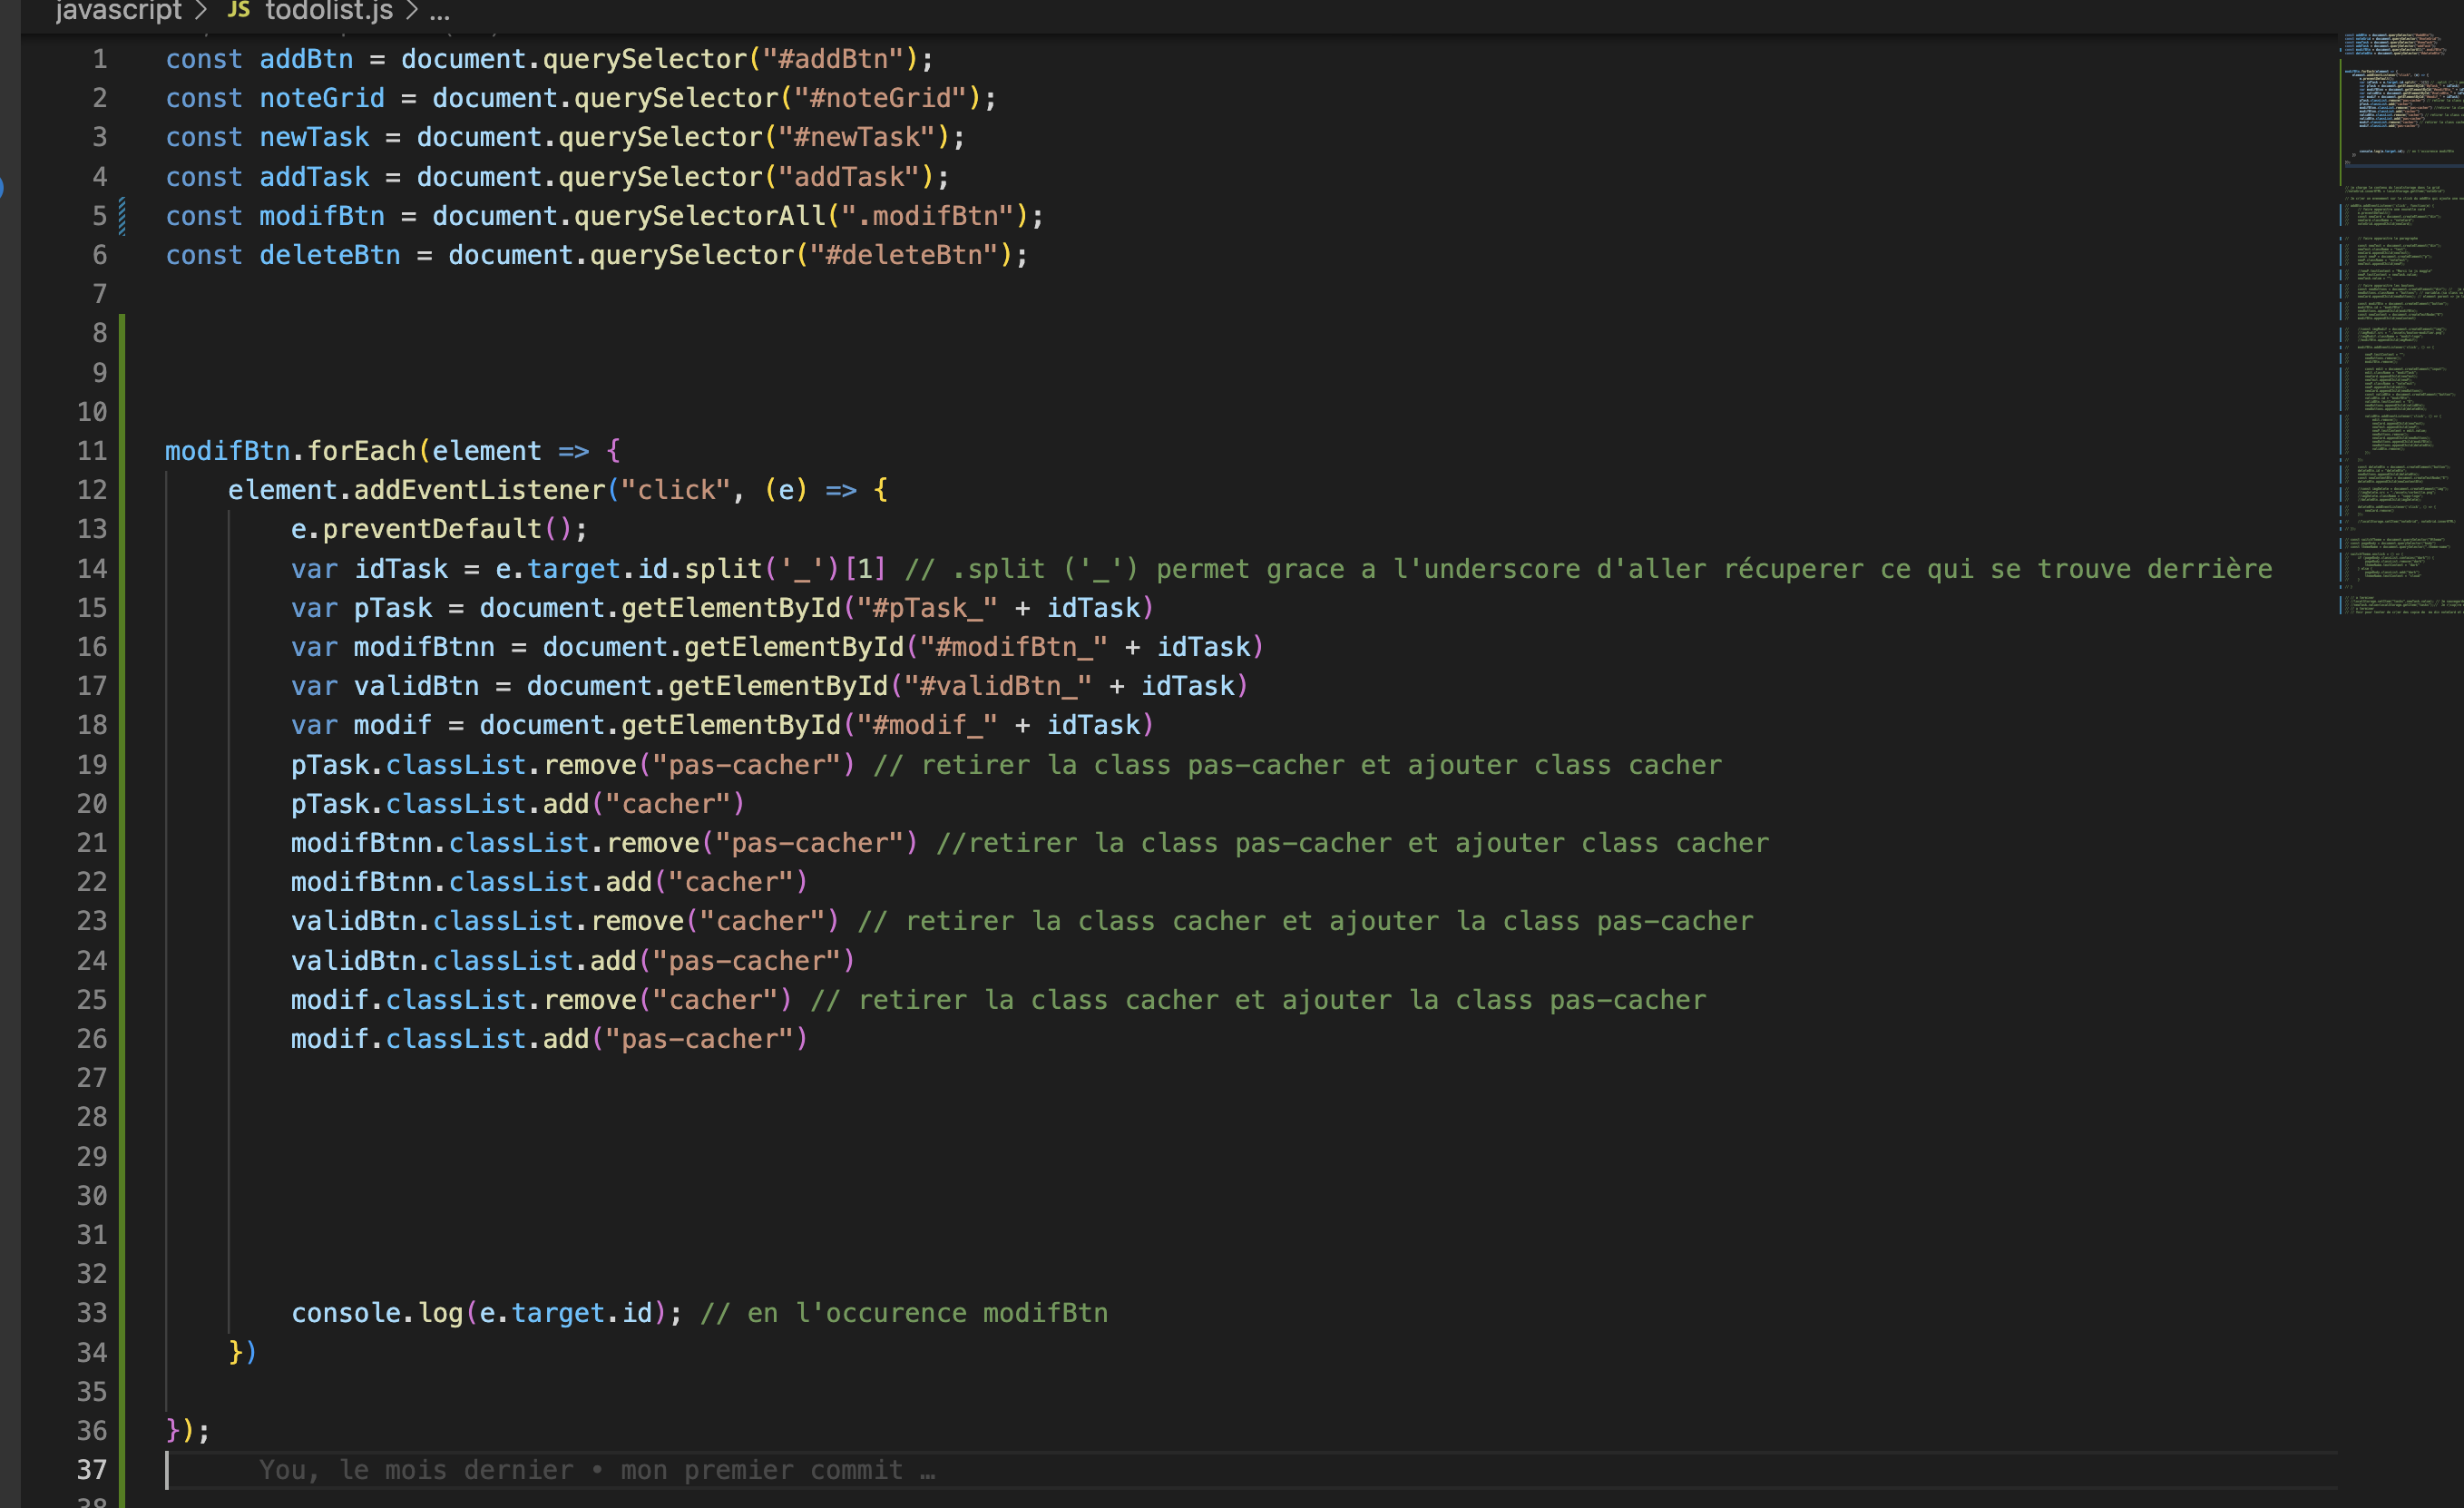 javascript > JS todolist.js > ...
1 const addBtn = document.querySelector("#addBtn");
2 const noteGrid = document.querySelector("#noteGrid");
3 const newTask = document.querySelector("#newTask");
4 const addTask = document.querySelector("addTask");
5 const modifBtn = document.querySelectorAll(".modifBtn");
6 const deleteBtn = document.querySelector("#deleteBtn");
7
8
9
10
11 modifBtn.forEach(element => {
12 element.addEventListener("click", (e) => {
13 e.preventDefault();
14 var idTask = e.target.id.split('_')[1] // .split ('_') permet grace a l'underscore d'aller récuperer ce qui se trouve derrière
15 var pTask = document.getElementById("#pTask_" + idTask)
16 var modifBtnn = document.getElementById("#modifBtn_" + idTask)
17 var validBtn = document.getElementById("#validBtn_" + idTask)
18 var modif = document.getElementById("#modif_" + idTask)
19 pTask.classList.remove("pas-cacher") // retirer la class pas-cacher et ajouter class cacher
20 pTask.classList.add("cacher")
21 modifBtnn.classList.remove("pas-cacher") //retirer la class pas-cacher et ajouter class cacher
22 modifBtnn.classList.add("cacher")
23 validBtn.classList.remove("cacher") // retirer la class cacher et ajouter la class pas-cacher
24 validBtn.classList.add("pas-cacher")
25 modif.classList.remove("cacher") // retirer la class cacher et ajouter la class pas-cacher
26 modif.classList.add("pas-cacher")
27
28
29
30
31
32
33 console.log(e.target.id); // en l'occurence modifBtn
34 })
35
36 });
37 You, le mois dernier • mon premier commit …
38